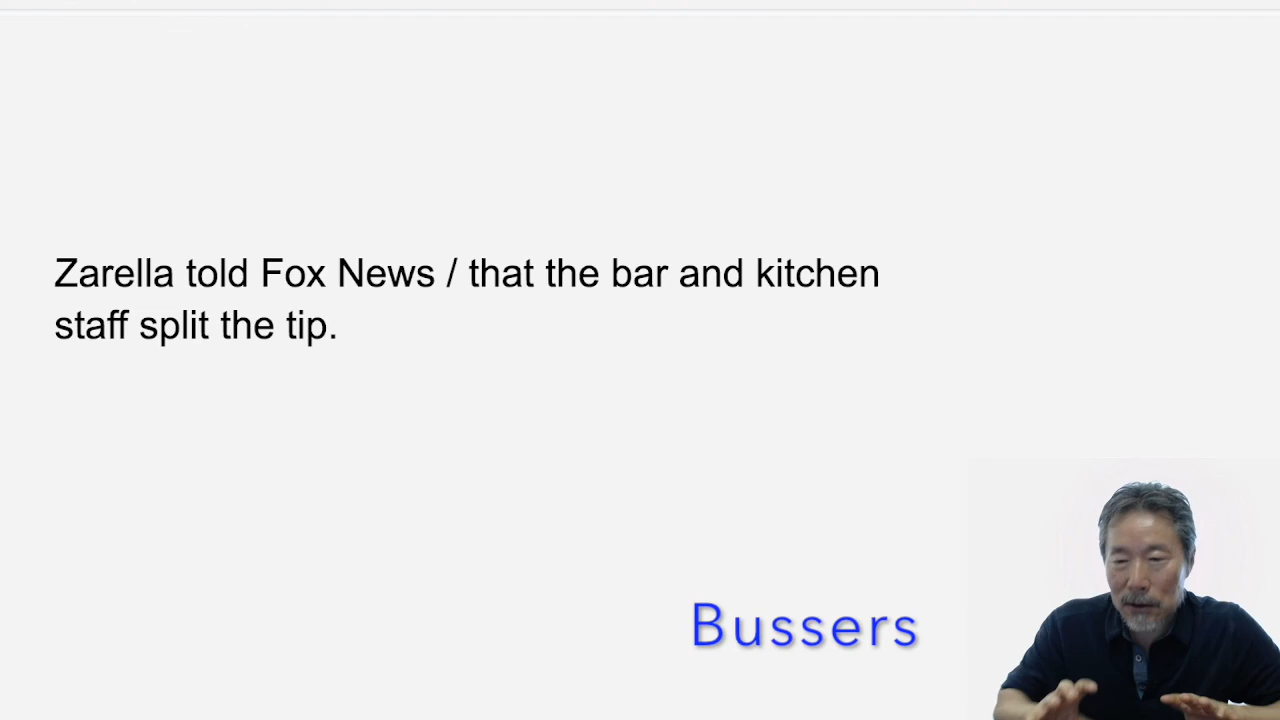 Zarella told Fox News / that the bar and kitchen
staff split the tip.
Bussers